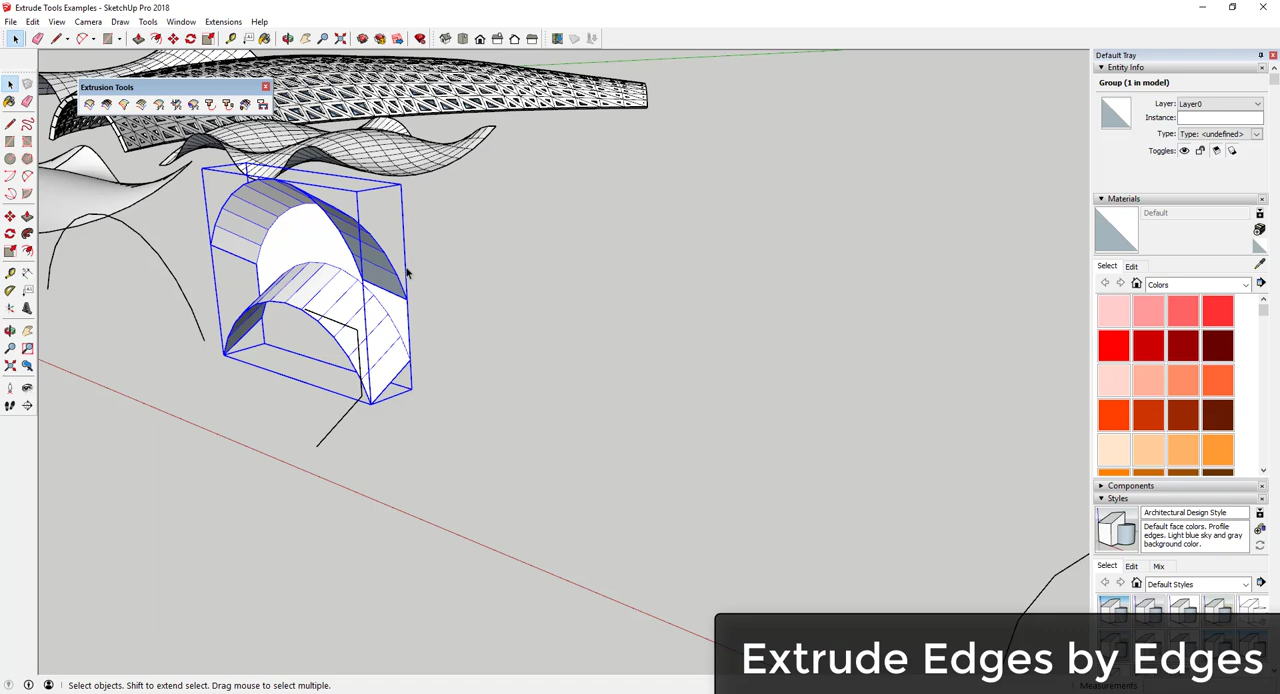 Extrude Tools Examples - SketchUp Pro 2018
File Edit View Camera Draw Tools Window Extensions Help
Default Tray
Entity Info
Group (1 in model)
Layer: Layer0
Instance:
Type: Type: <undefined>
Toggles:
Extrusion Tools
Materials
Default
Select Edit
Colors
Components
Styles
Architectural Design Style
Default face colors. Profile
edges. Light blue sky and gray
background color.
Select Edit Mix
Default Styles
Extrude Edges by Edges
Select objects. Shift to extend select. Drag mouse to select multiple.
Measurements